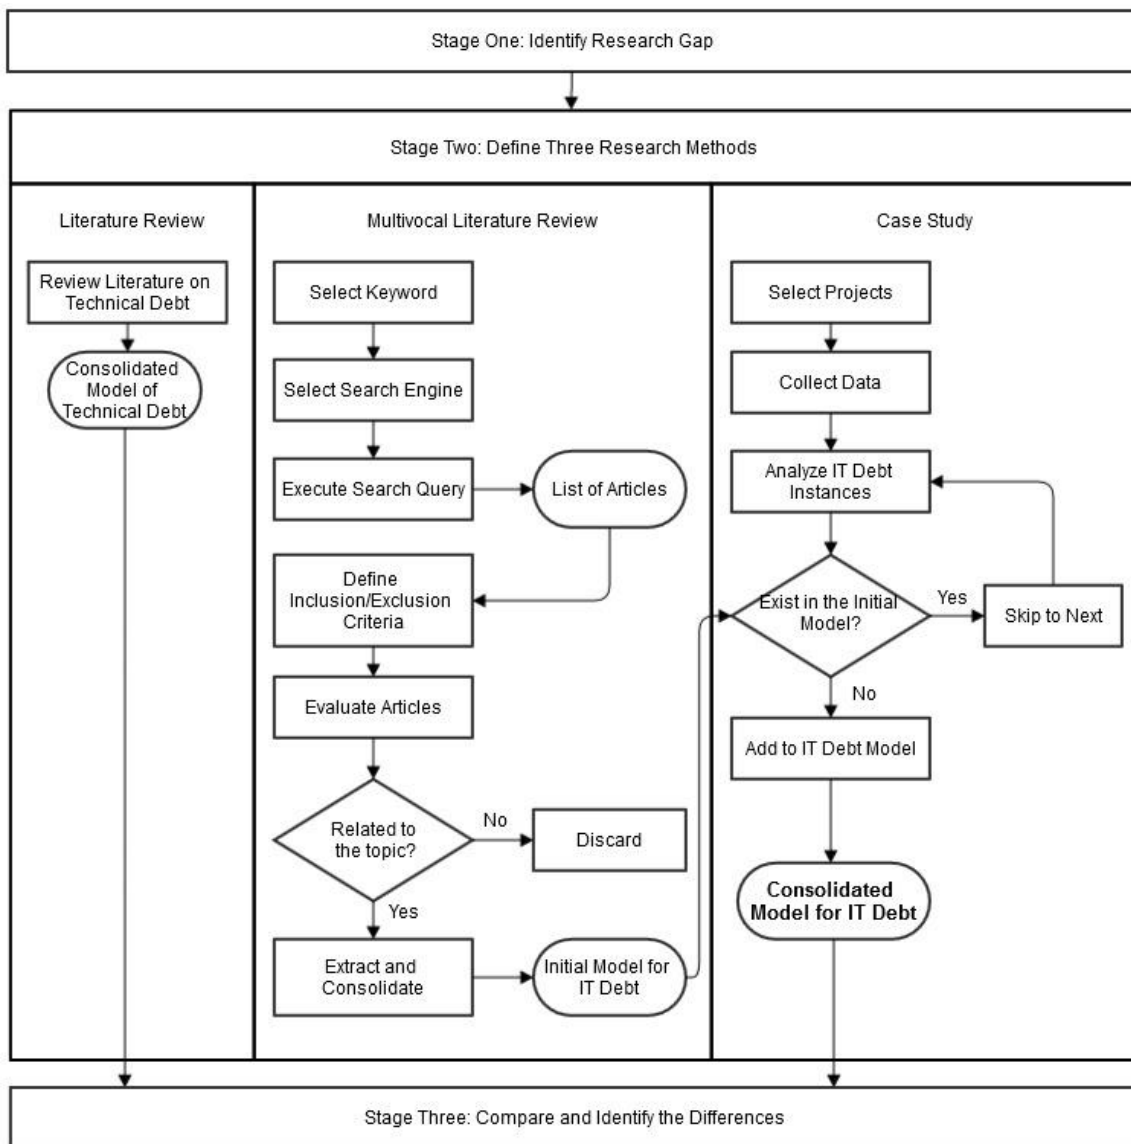 Stage One: Identify Research Gap
Stage Two: Define Three Research Methods
Literature Review
Review Literature on
Technical Debt
Consolidated
Model of
Technical Debt
Multivocal Literature Review
Select Keyword
Select Search Engine
Execute Search Query
List of Articles
Define
Inclusion/Exclusion
Criteria
Evaluate Articles
Related to
the topic?
No
Discard
Yes
Extract and
Consolidate
Initial Model for
IT Debt
Case Study
Select Projects
Collect Data
Analyze IT Debt
Instances
Exist in the Initial
Model?
Yes
Skip to Next
No
Add to IT Debt Model
Consolidated
Model for IT Debt
Stage Three: Compare and Identify the Differences